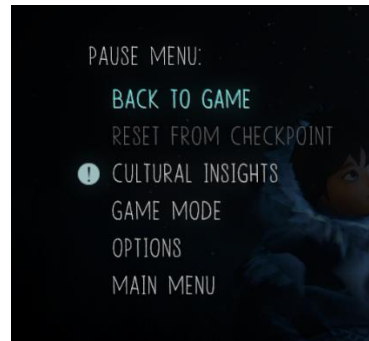 PAUSE MENU:
BACK TO GAME
RESET FROM CHECKPOINT
! CULTURAL INSIGHTS
GAME MODE
OPTIONS
MAIN MENU